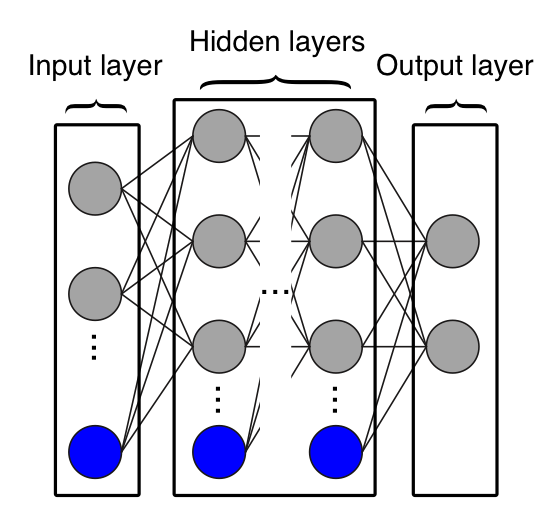 Hidden layers
Input layer
Output layer
...